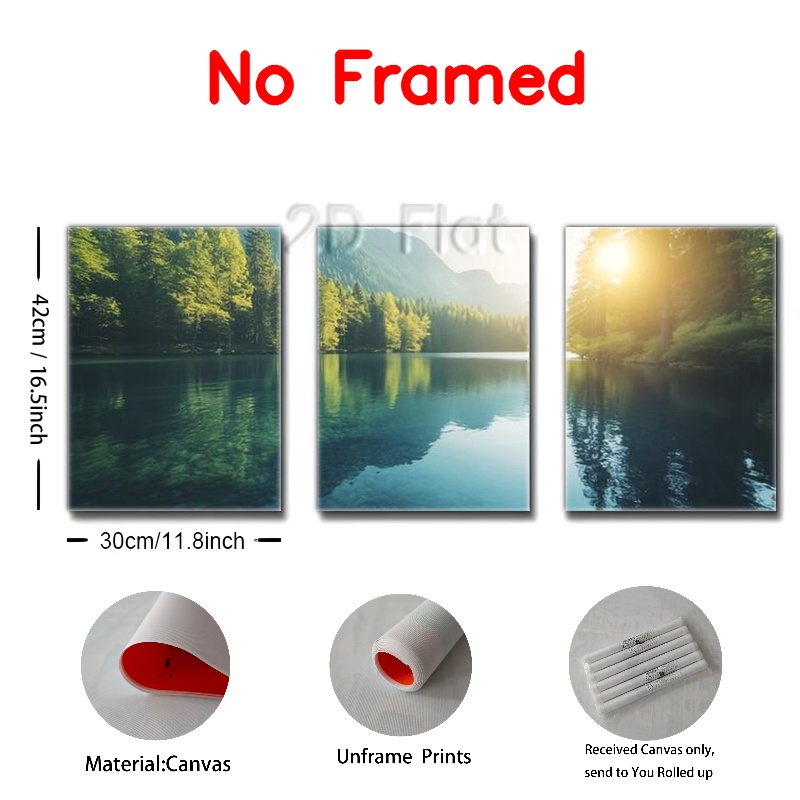 No Framed
2D Flat
42cm / 16.5inch
30cm/11.8inch
Material:Canvas
Unframe Prints
Received Canvas only,
send to You Rolled up